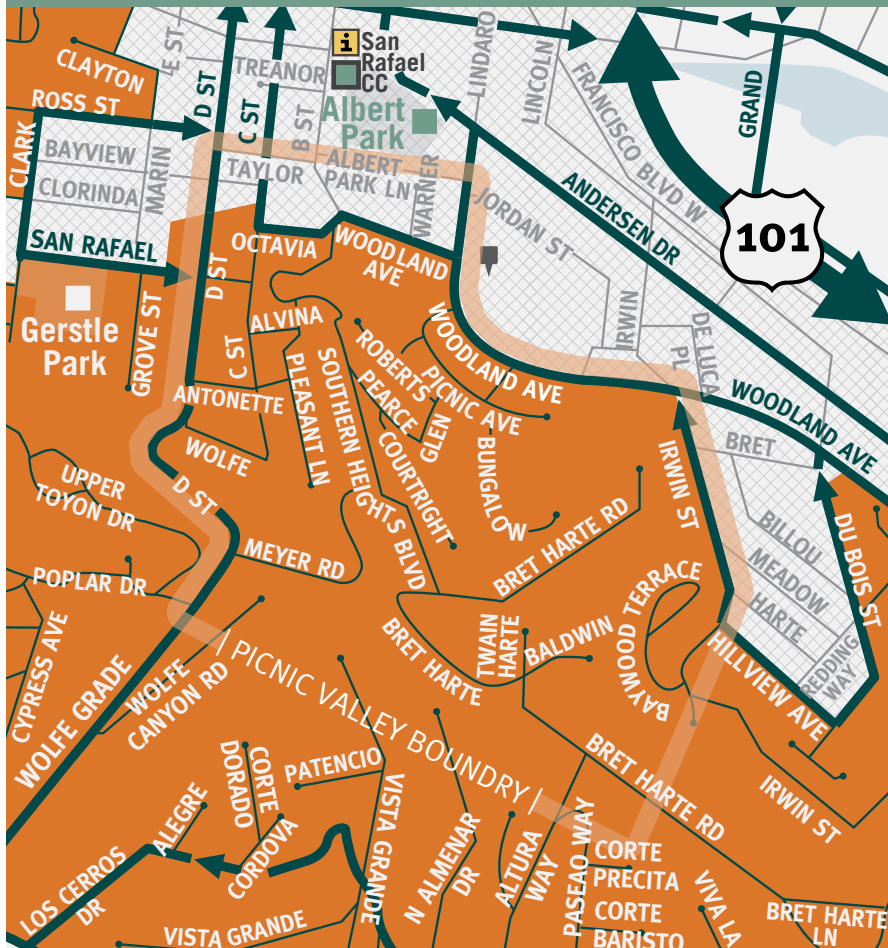 E ST
CLAYTON
D ST
TREANOR
i San
Rafael
CC
LINDARO
LINCOLN
FRANCISCO BLVD W
GRAND
ROSS ST
C ST
B ST
Albert
Park
CLARK
BAYVIEW
MARIN
TAYLOR
ALBERT
PARK LN
WARNER
CLORINDA
JORDAN ST
ANDERSEN DR
101
SAN RAFAEL
OCTAVIA
WOODLAND
AVE
D ST
Gerstle
Park
GROVE ST
C ST
ALVINA
PLEASANT LN
SOUTHERN HEIGHTS BLVD
ROBERTS
PEARCE
COURTRIGHT
GLEN
PICNIC AVE
WOODLAND AVE
IRWIN
DE LUCA
PL
WOODLAND AVE
ANTONETTE
WOLFE
BUNGALOW
BRET
IRWIN ST
UPPER
TOYON DR
D ST
MEYER RD
BRET HARTE RD
BILLOU
MEADOW
HARTE
DU BOIS ST
POPLAR DR
BAYWOOD TERRACE
REDDING
WAY
CYPRESS AVE
WOLFE GRADE
WOLFE
CANYON RD
| PICNIC VALLEY BOUNDRY |
BRET HARTE
TWAIN
HARTE
BALDWIN
HILLVIEW AVE
IRWIN ST
BRET HARTE RD
CORTE
DORADO
PATENCIO
ALEGRE
CORDOVA
VISTA GRANDE
N ALMENAR
DR
ALTURA
WAY
PASEAO WAY
CORTE
PRECITA
CORTE
BARISTO
VIVA LA
BRET HARTE
LN
LOS CERROS
DR
VISTA GRANDE